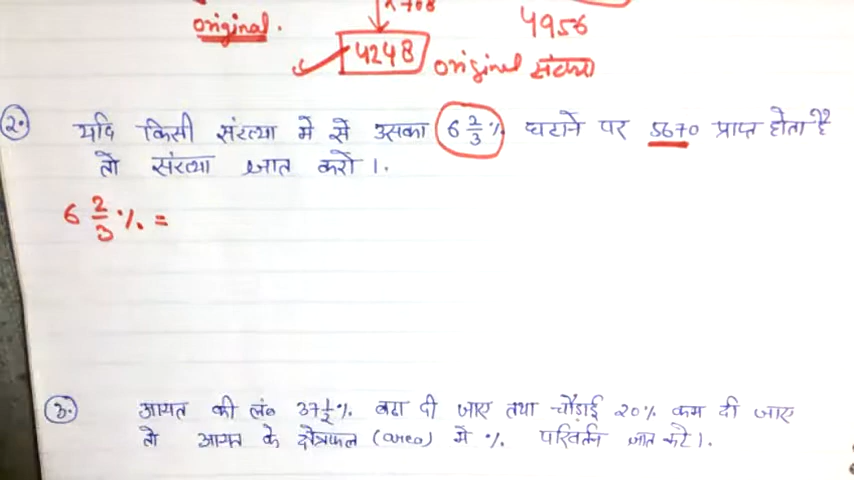 original.
4956
4248 original संख्या
२. यदि किसी संख्या में से उसका 6 2/3 % घटाने पर 5670 प्राप्त होता है
तो संख्या ज्ञात करो।
6 2/3 % =
3. आयत की लं० 37 1/2 % बढा दी जाए तथा चौड़ाई 20% कम दी जाए
तो आयत के क्षेत्रफल (area) में % परिवर्तन ज्ञात करो।